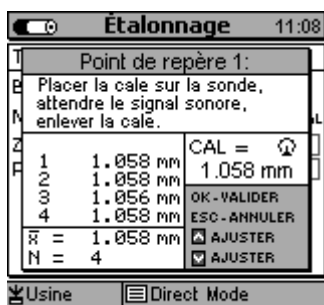 Étalonnage 11:08
Point de repère 1:
Placer la cale sur la sonde,
attendre le signal sonore,
enlever la cale.
1 1.058 mm
2 1.058 mm
3 1.056 mm
4 1.058 mm
x̅ = 1.058 mm
N = 4
CAL =
1.058 mm
OK-VALIDER
ESC-ANNULER
AJUSTER
AJUSTER
Usine Direct Mode